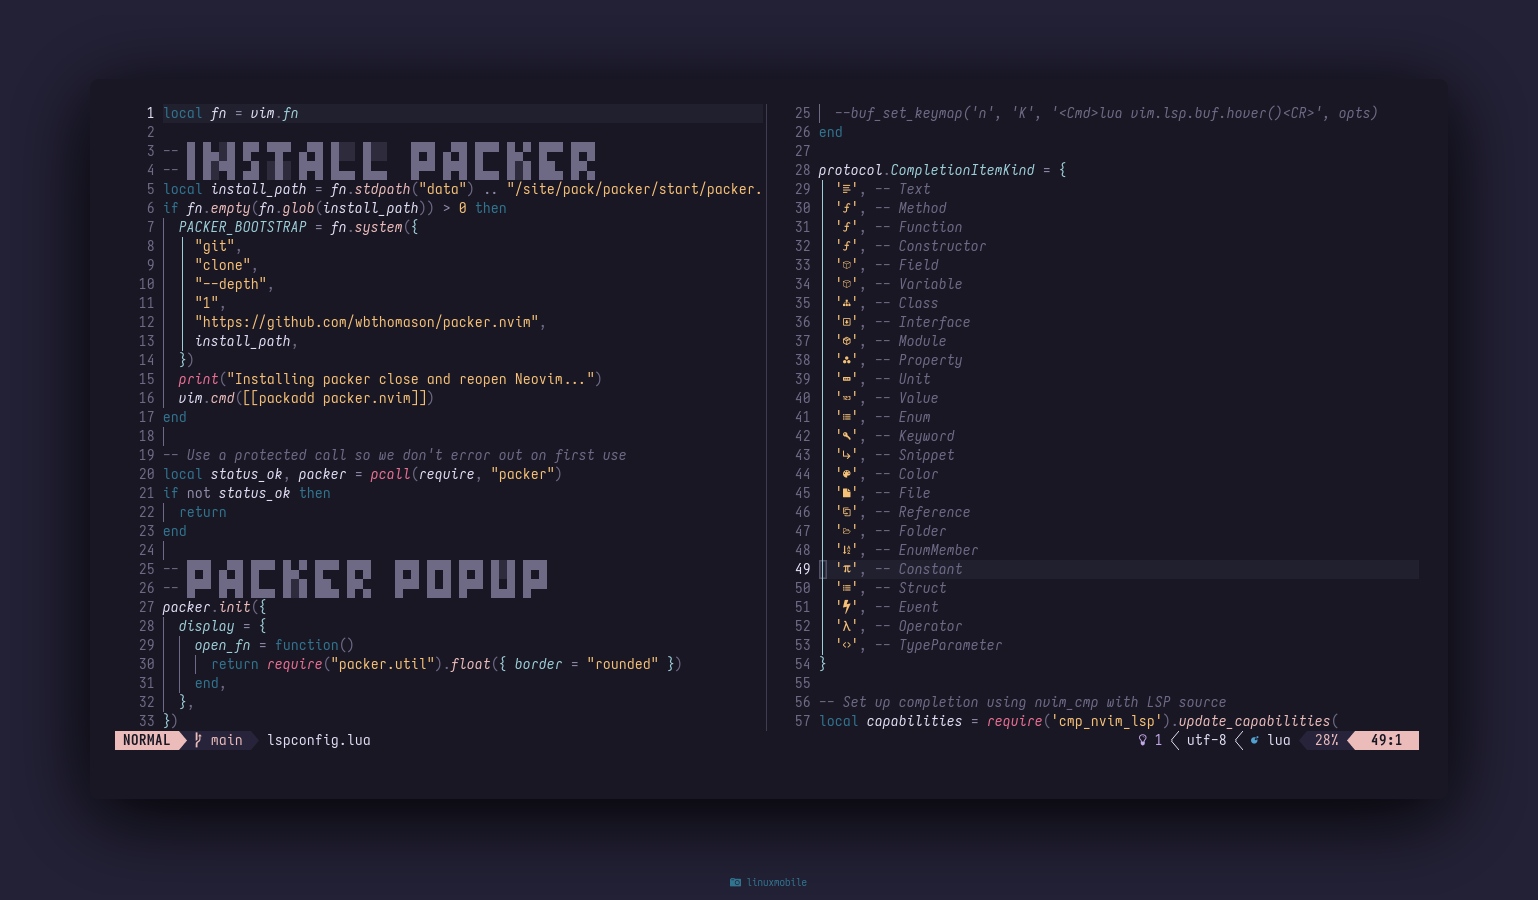 1 local fn = vim.fn
2
3 -- INSTALL PACKER
4 --
5 local install_path = fn.stdpath("data") .. "/site/pack/packer/start/packer.
6 if fn.empty(fn.glob(install_path)) > 0 then
7 PACKER_BOOTSTRAP = fn.system({
8 "git",
9 "clone",
10 "--depth",
11 "1",
12 "https://github.com/wbthomason/packer.nvim",
13 install_path,
14 })
15 print("Installing packer close and reopen Neovim...")
16 vim.cmd([[packadd packer.nvim]])
17 end
18
19 -- Use a protected call so we don't error out on first use
20 local status_ok, packer = pcall(require, "packer")
21 if not status_ok then
22 return
23 end
24
25 -- PACKER POPUP
26 --
27 packer.init({
28 display = {
29 open_fn = function()
30 return require("packer.util").float({ border = "rounded" })
31 end,
32 },
33 })
25 --buf_set_keymap('n', 'K', '<Cmd>lua vim.lsp.buf.hover()<CR>', opts)
26 end
27
28 protocol.CompletionItemKind = {
29 '', -- Text
30 'ƒ', -- Method
31 'ƒ', -- Function
32 'ƒ', -- Constructor
33 '', -- Field
34 '', -- Variable
35 '', -- Class
36 '', -- Interface
37 '', -- Module
38 '', -- Property
39 '', -- Unit
40 '', -- Value
41 '', -- Enum
42 '', -- Keyword
43 '', -- Snippet
44 '', -- Color
45 '', -- File
46 '', -- Reference
47 '', -- Folder
48 '', -- EnumMember
49 'π', -- Constant
50 '', -- Struct
51 '', -- Event
52 'λ', -- Operator
53 '', -- TypeParameter
54 }
55
56 -- Set up completion using nvim_cmp with LSP source
57 local capabilities = require('cmp_nvim_lsp').update_capabilities(
NORMAL main lspconfig.lua 1 utf-8 lua 28% 49:1
linuxmobile